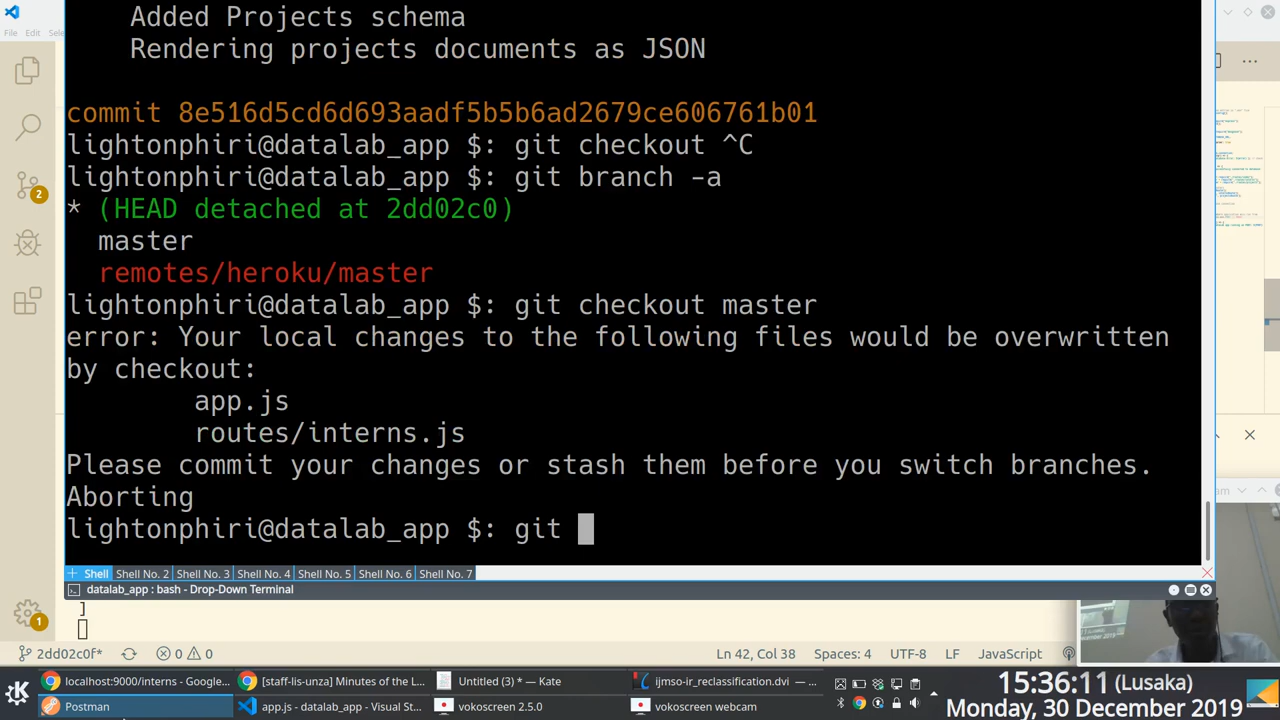 File Edit
Added Projects schema
Rendering projects documents as JSON
commit 8e516d5cd6d693aadf5b5b6ad2679ce606761b01
lightonphiri@datalab_app $: git checkout ^C
lightonphiri@datalab_app $: git branch -a
* (HEAD detached at 2dd02c0)
master
remotes/heroku/master
lightonphiri@datalab_app $: git checkout master
error: Your local changes to the following files would be overwritten
by checkout:
app.js
routes/interns.js
Please commit your changes or stash them before you switch branches.
Aborting
lightonphiri@datalab_app $: git
2
Shell Shell No. 2 Shell No. 3 Shell No. 4 Shell No. 5 Shell No. 6 Shell No. 7
datalab_app : bash - Drop-Down Terminal
]
1
2dd02c0f* 0 0 Ln 42, Col 38 Spaces: 4 UTF-8 LF JavaScript
localhost:9000/interns - Google... [staff-lis-unza] Minutes of the L... Untitled (3) * — Kate ijmso-ir_reclassification.dvi — ...
Postman app.js - datalab_app - Visual St... vokoscreen 2.5.0 vokoscreen webcam
15:36:11 (Lusaka)
Monday, 30 December 2019